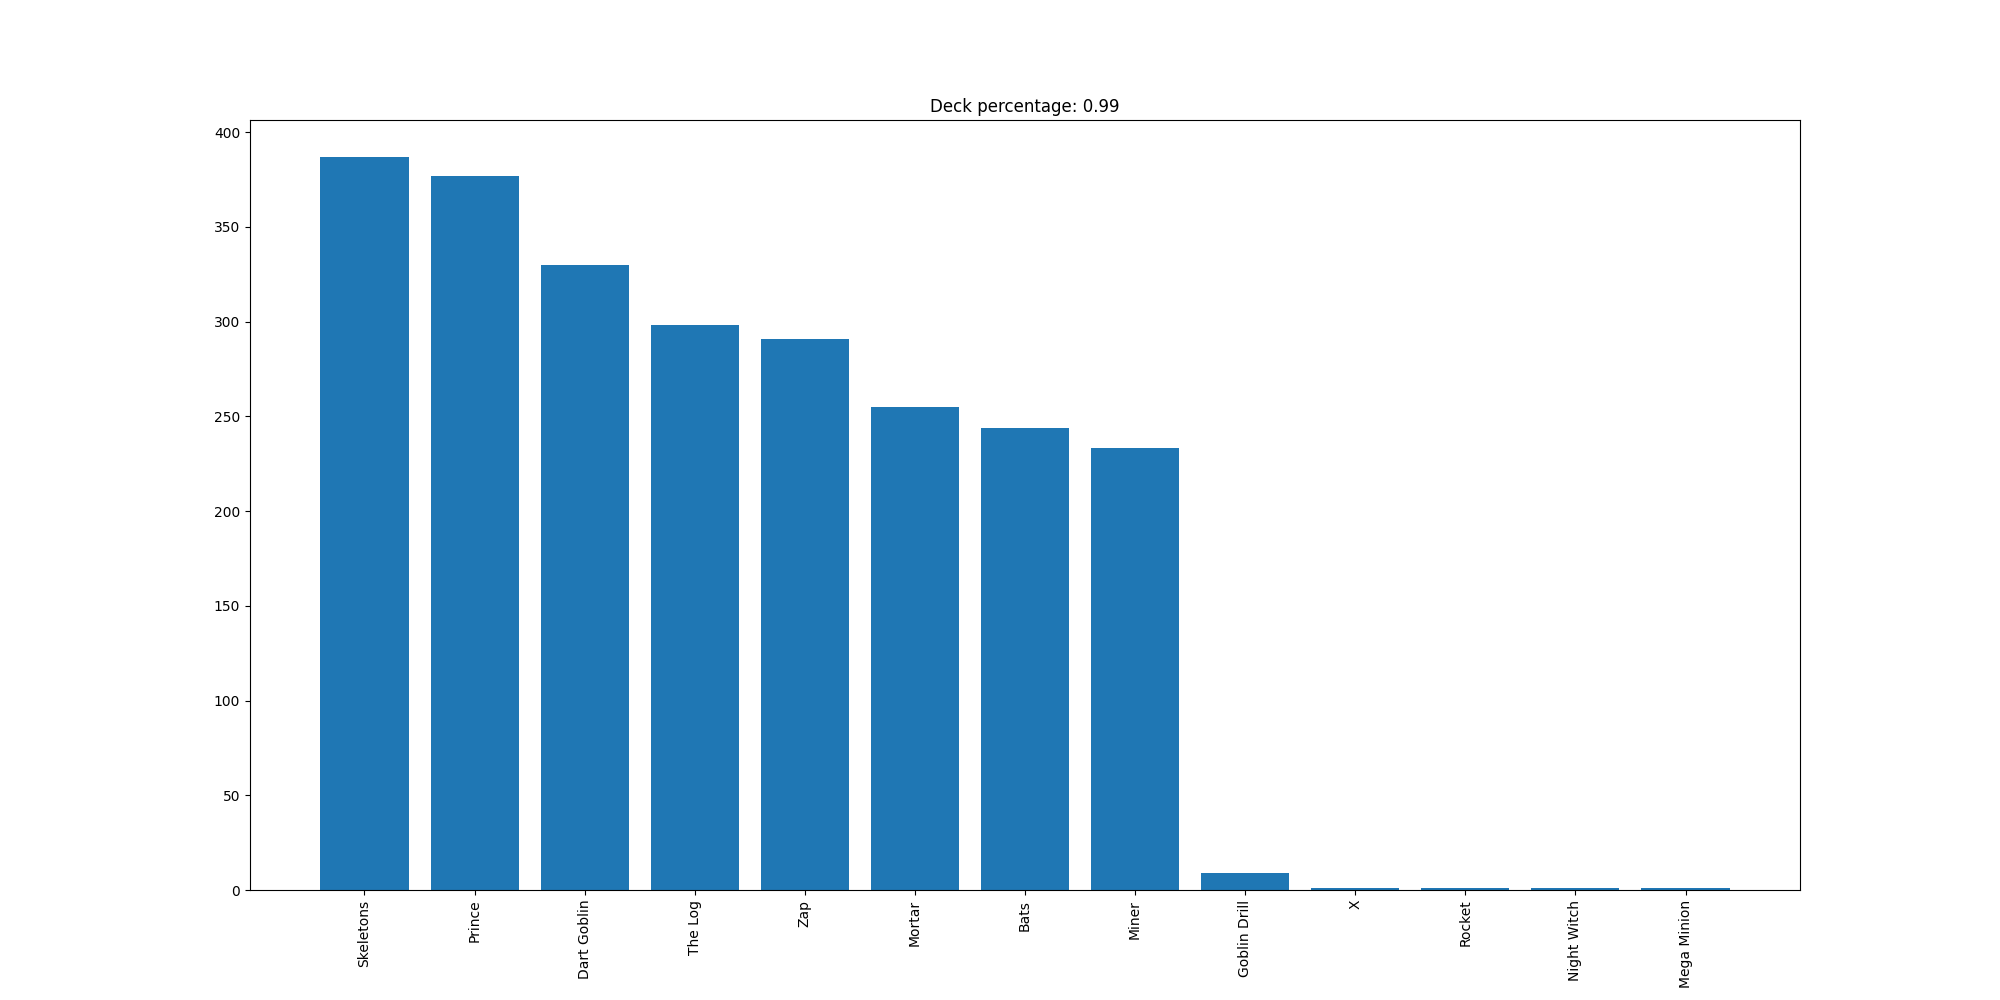 Deck percentage: 0.99
400
350
300
250
200
150
100
50
0
Skeletons
Prince
Dart Goblin
The Log
Zap
Mortar
Bats
Miner
Goblin Drill
X
Rocket
Night Witch
Mega Minion